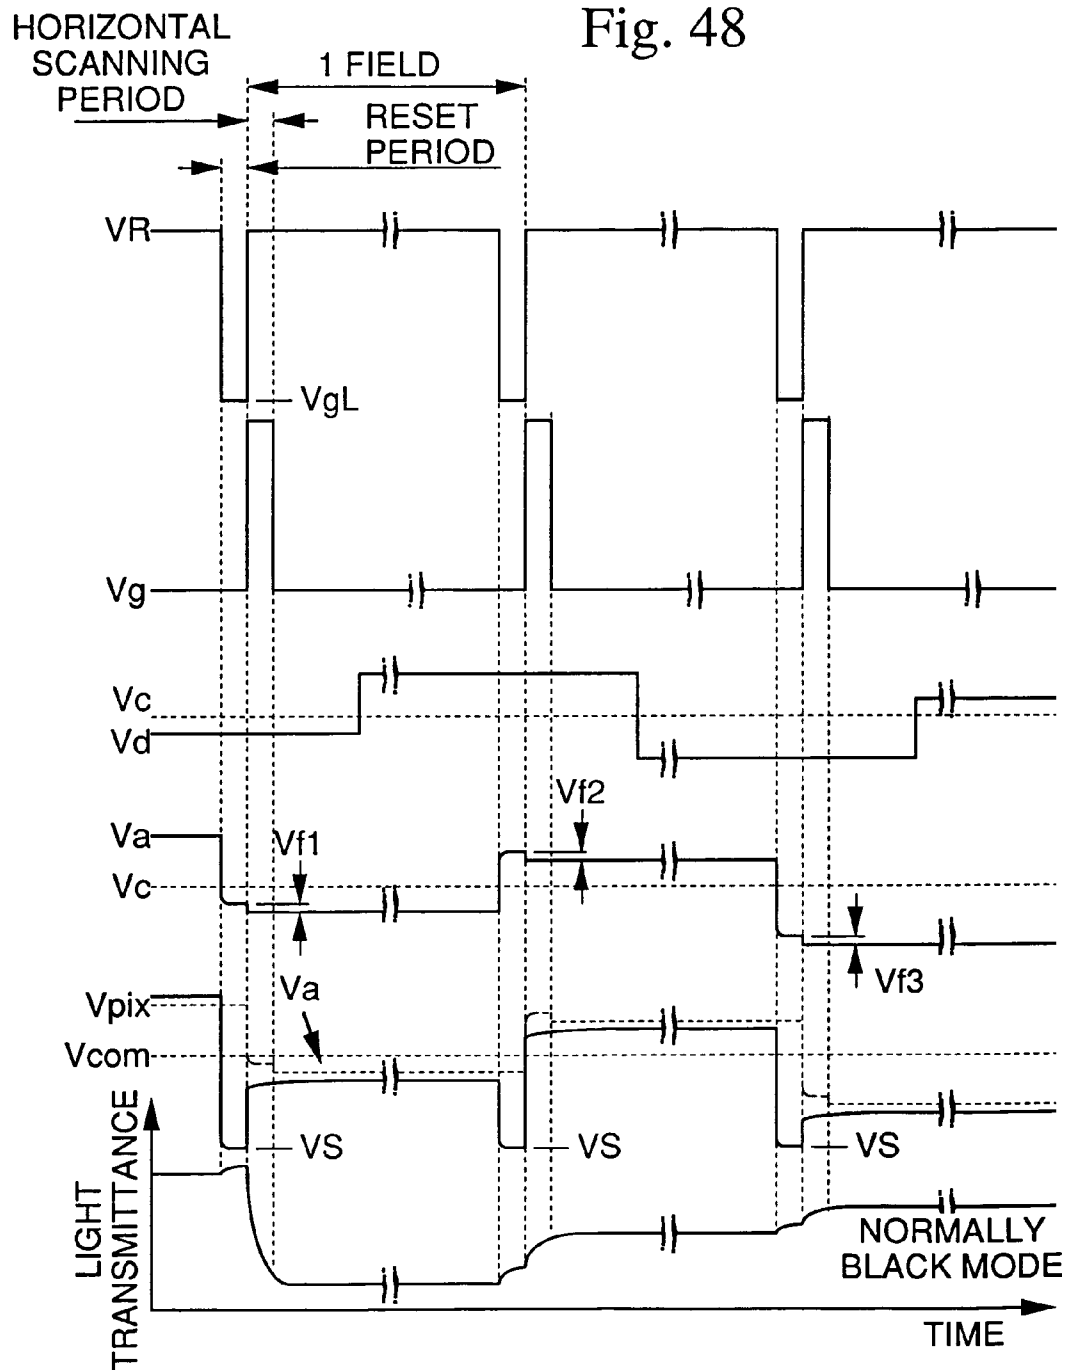 Fig. 48
HORIZONTAL
SCANNING
PERIOD
1 FIELD
RESET
PERIOD
VR
VgL
Vg
Vc
Vd
Vf2
Va
Vf1
Vc
Vf3
Va
Vpix
Vcom
VS
VS
VS
LIGHT
TRANSMITTANCE
NORMALLY
BLACK MODE
TIME